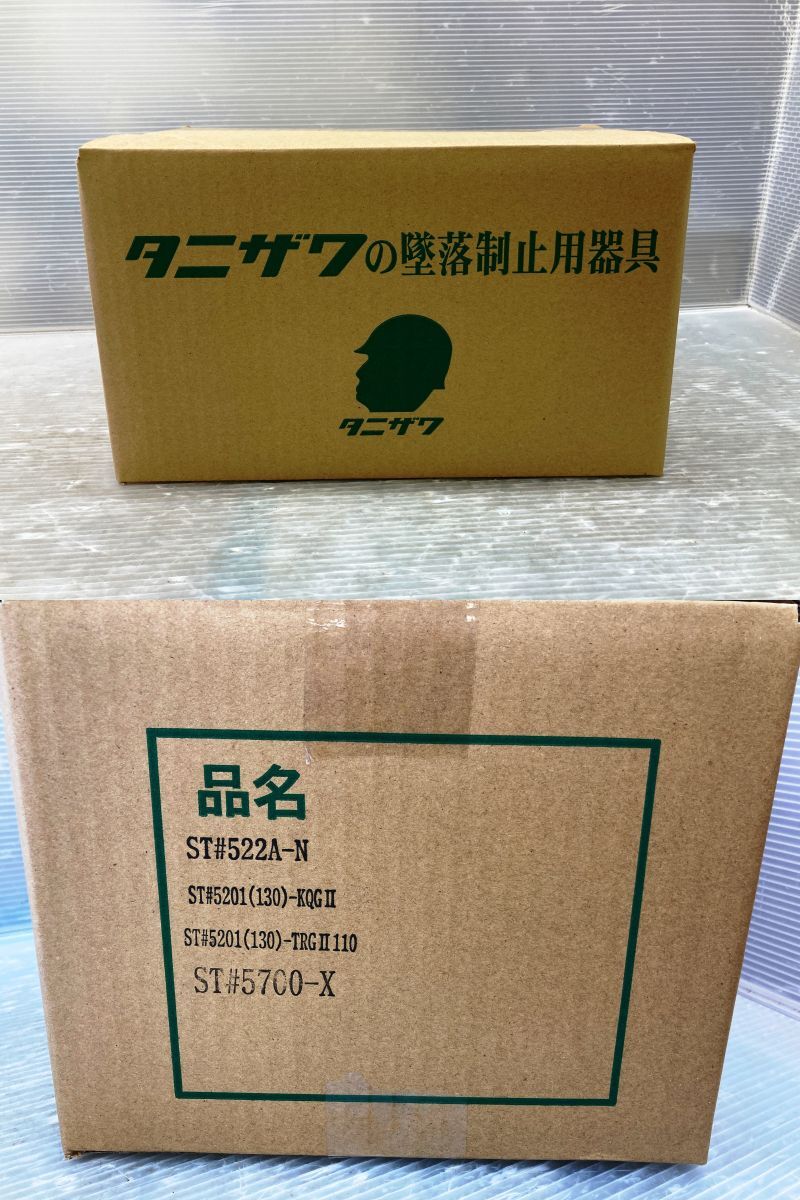 タニザワの墜落制止用器具
タニザワ
品名
ST#522A-N
ST#5201(130)-KQGⅡ
ST#5201(130)-TRGⅡ110
ST#5700-X